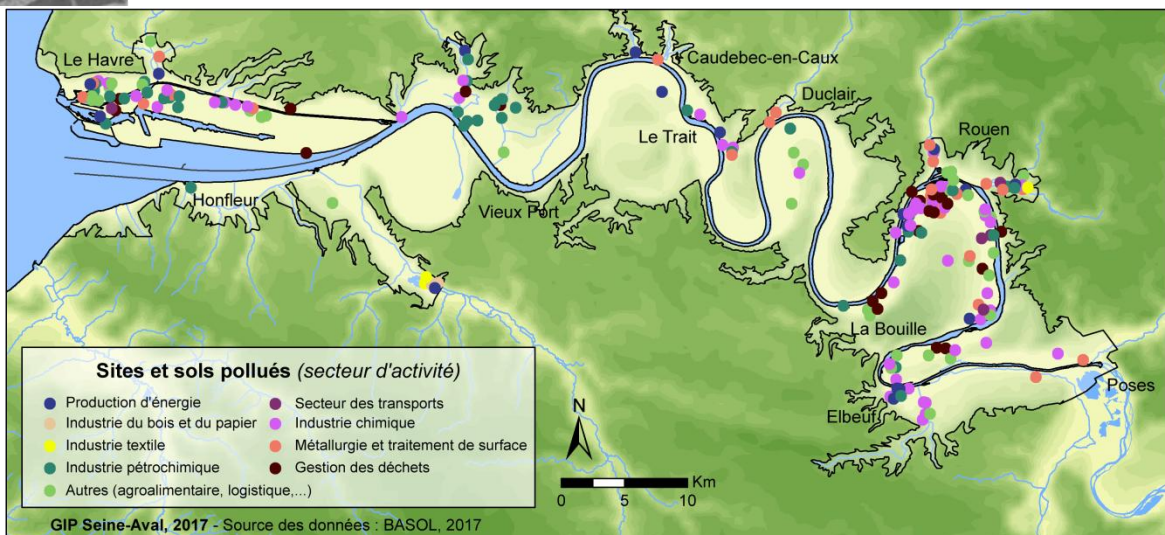 Le Havre
Caudebec-en-Caux
Duclair
Le Trait
Rouen
Honfleur
Vieux Port
La Bouille
Poses
Elbeuf
Sites et sols pollués (secteur d'activité)
Production d'énergie
Industrie du bois et du papier
Industrie textile
Industrie pétrochimique
Autres (agroalimentaire, logistique,...)
Secteur des transports
Industrie chimique
Métallurgie et traitement de surface
Gestion des déchets
N
Km
0 5 10
GIP Seine-Aval, 2017 - Source des données : BASOL, 2017